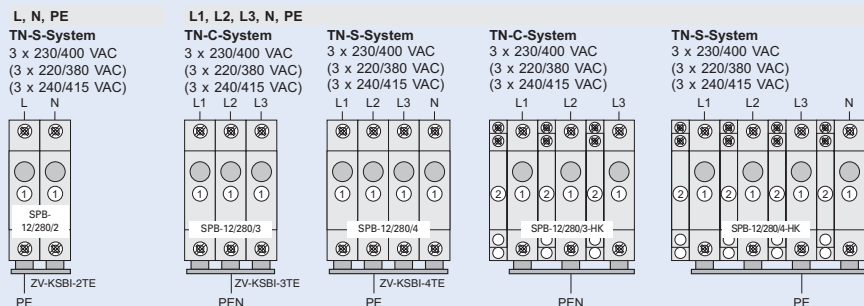 L, N, PE
L1, L2, L3, N, PE
TN-S-System
3 x 230/400 VAC
(3 x 220/380 VAC)
(3 x 240/415 VAC)
L N
1 1
SPB-
12/280/2
ZV-KSBI-2TE
PE
TN-C-System
3 x 230/400 VAC
(3 x 220/380 VAC)
(3 x 240/415 VAC)
L1 L2 L3
1 1 1
SPB-12/280/3
ZV-KSBI-3TE
PEN
TN-S-System
3 x 230/400 VAC
(3 x 220/380 VAC)
(3 x 240/415 VAC)
L1 L2 L3 N
1 1 1 1
SPB-12/280/4
ZV-KSBI-4TE
PE
TN-C-System
3 x 230/400 VAC
(3 x 220/380 VAC)
(3 x 240/415 VAC)
L1 L2 L3
2 1 2 1 2 1
SPB-12/280/3-HK
PEN
TN-S-System
3 x 230/400 VAC
(3 x 220/380 VAC)
(3 x 240/415 VAC)
L1 L2 L3 N
2 1 2 1 2 1 2 1
SPB-12/280/4-HK
PE